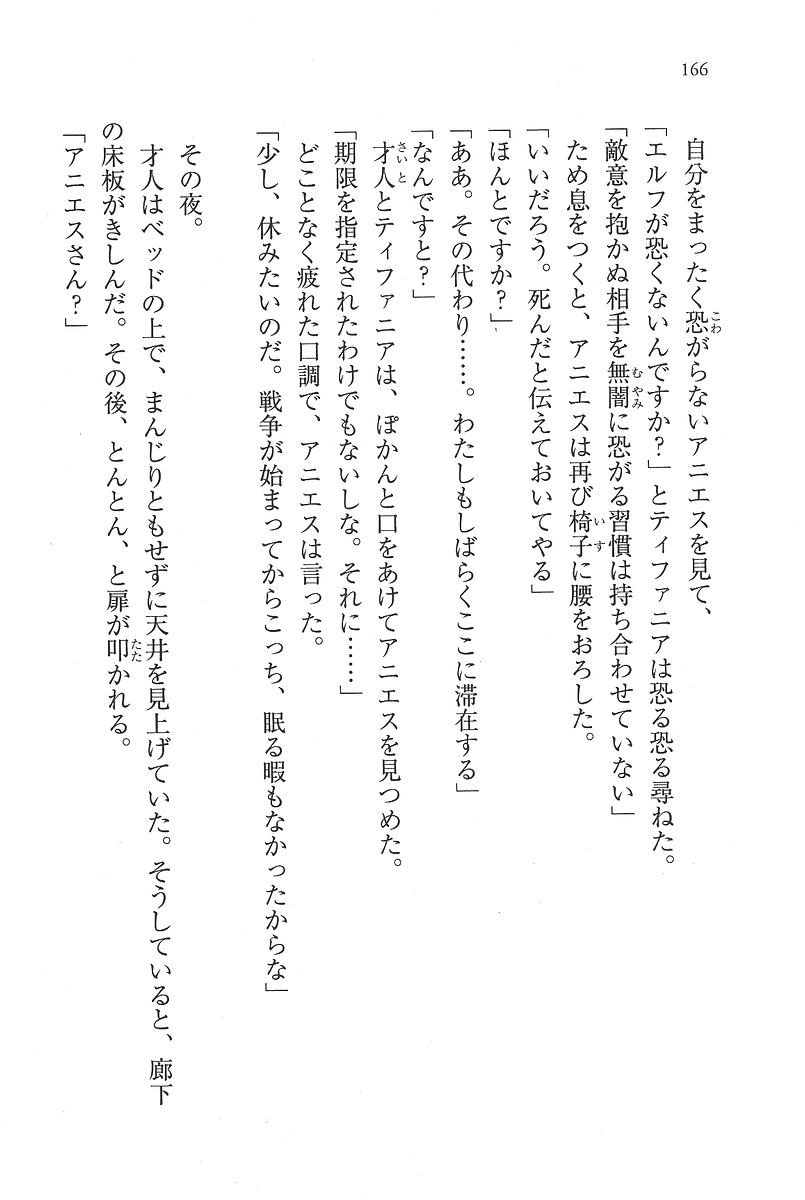 166
自分をまったく恐がらないアニエスを見て、
「エルフが恐くないんですか？」とティファニアは恐る恐る尋ねた。
「敵意を抱かぬ相手を無闇に恐がる習慣は持ち合わせていない」
ため息をつくと、アニエスは再び椅子に腰をおろした。
「いいだろう。死んだと伝えておいてやる」
「ほんとですか？」
「ああ。その代わり……。わたしもしばらくここに滞在する」
「なんですと？」
才人とティファニアは、ぽかんと口をあけてアニエスを見つめた。
「期限を指定されたわけでもないしな。それに……」
どことなく疲れた口調で、アニエスは言った。
「少し、休みたいのだ。戦争が始まってからこっち、眠る暇もなかったからな」
その夜。
才人はベッドの上で、まんじりともせずに天井を見上げていた。そうしていると、廊下
の床板がきしんだ。その後、とんとん、と扉が叩かれる。
「アニエスさん？」